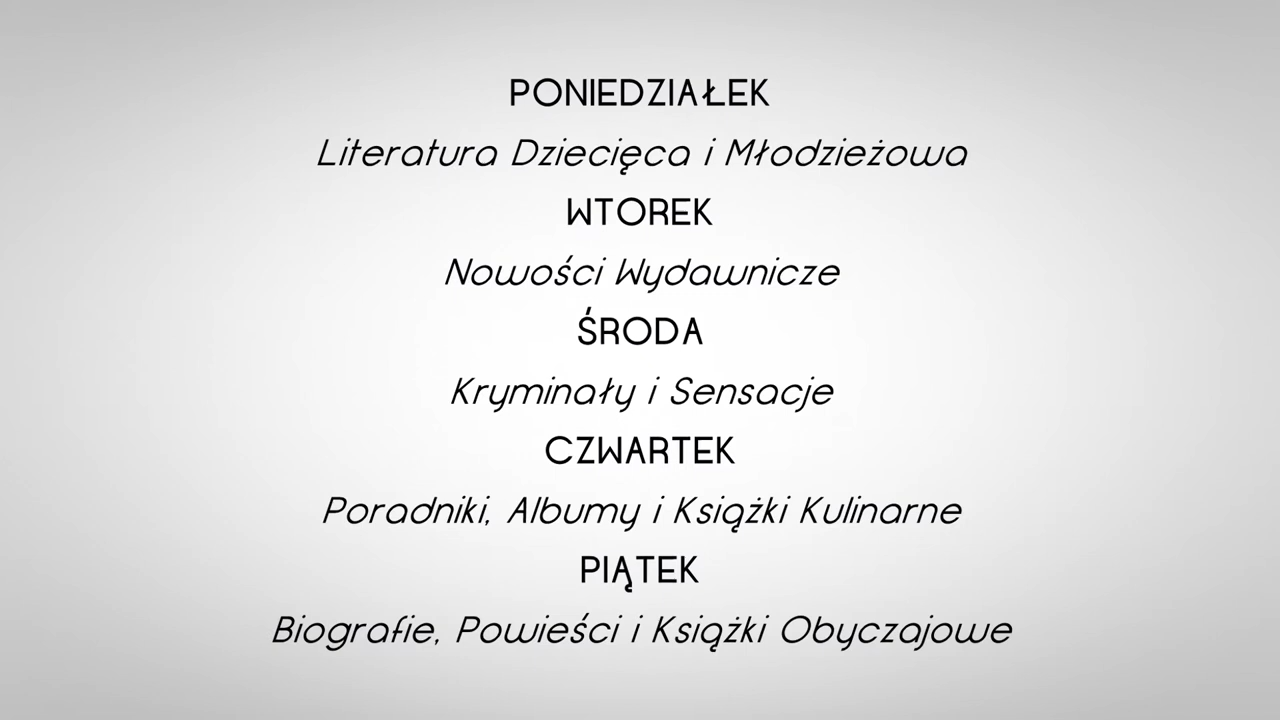 PONIEDZIAŁEK
Literatura Dziecięca i Młodzieżowa
WTOREK
Nowości Wydawnicze
ŚRODA
Kryminały i Sensacje
CZWARTEK
Poradniki, Albumy i Książki Kulinarne
PIĄTEK
Biografie, Powieści i Książki Obyczajowe